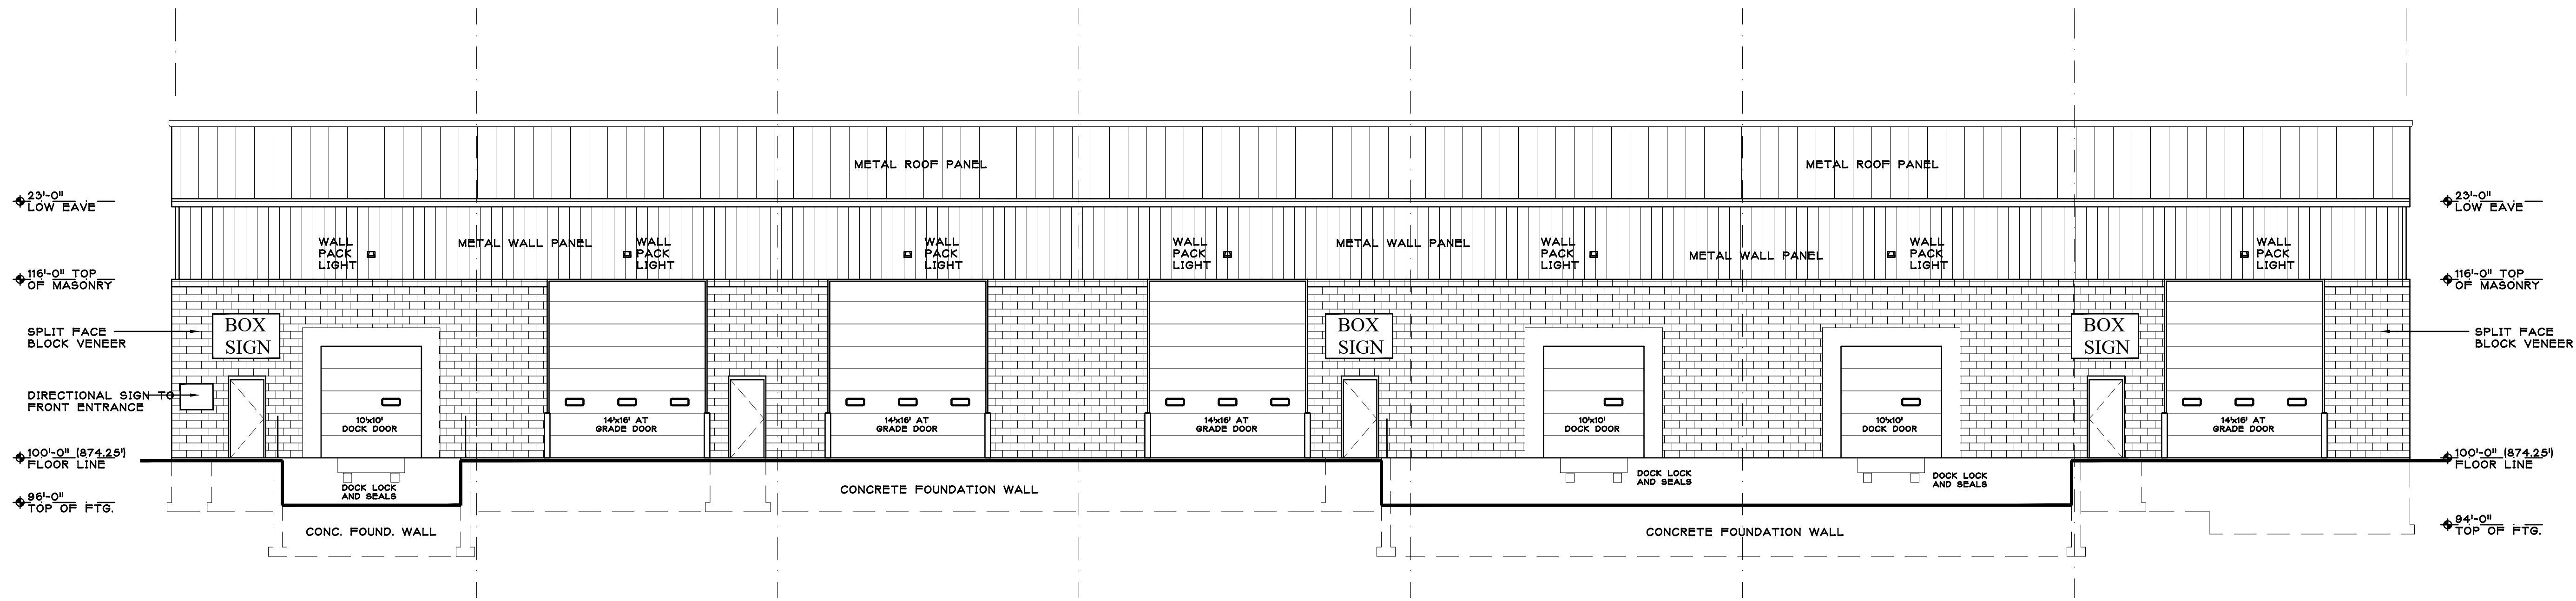 METAL ROOF PANEL
METAL ROOF PANEL
23'-0"
LOW EAVE
23'-0"
LOW EAVE
WALL
PACK
LIGHT
METAL WALL PANEL
WALL
PACK
LIGHT
WALL
PACK
LIGHT
WALL
PACK
LIGHT
METAL WALL PANEL
WALL
PACK
LIGHT
METAL WALL PANEL
WALL
PACK
LIGHT
WALL
PACK
LIGHT
116'-0" TOP
OF MASONRY
116'-0" TOP
OF MASONRY
SPLIT FACE
BLOCK VENEER
BOX
SIGN
BOX
SIGN
BOX
SIGN
SPLIT FACE
BLOCK VENEER
DIRECTIONAL SIGN TO
FRONT ENTRANCE
10'x10'
DOCK DOOR
14'x16' AT
GRADE DOOR
14'x16' AT
GRADE DOOR
14'x16' AT
GRADE DOOR
10'x10'
DOCK DOOR
10'x10'
DOCK DOOR
14'x16' AT
GRADE DOOR
100'-0" (874.25')
FLOOR LINE
100'-0" (874.25')
FLOOR LINE
DOCK LOCK
AND SEALS
DOCK LOCK
AND SEALS
DOCK LOCK
AND SEALS
96'-0"
TOP OF FTG.
CONCRETE FOUNDATION WALL
94'-0"
TOP OF FTG.
CONC. FOUND. WALL
CONCRETE FOUNDATION WALL